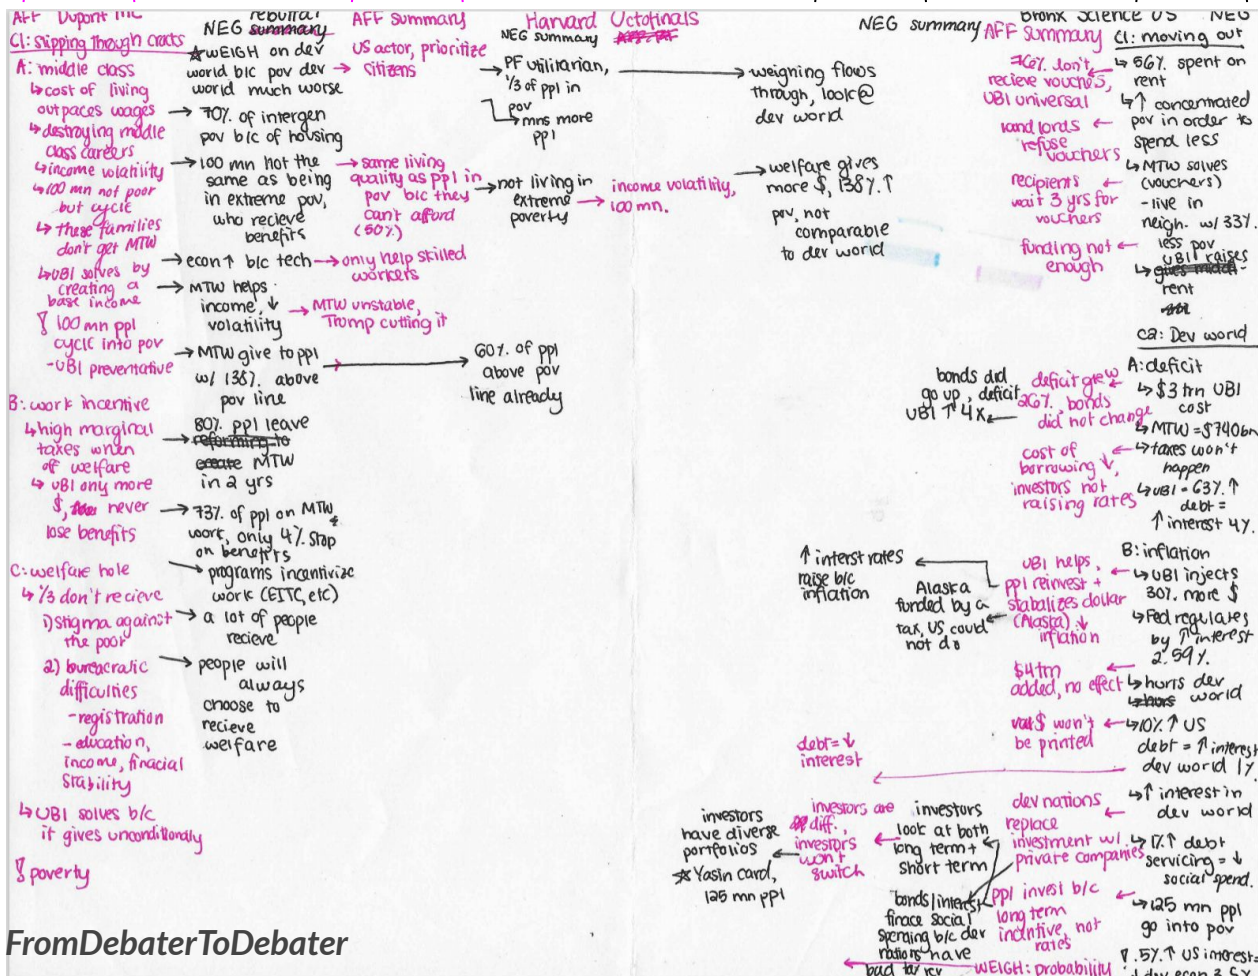 AFF Dupont MC
C1: slipping through cracks
A: middle class
↳cost of living
outpaces wages
↳destroying middle
class careers
↳income volatility
↳100 mn not poor
but cycle
↳these families
don't get MTW
↳UBI solves by
creating a
base income
100 mn ppl
cycle into pov
-UBI preventative
B: work incentive
↳high marginal
taxes when
off welfare
↳ UBI only more
$, never
lose benefits
C: welfare hole
↳ 1/3 don't recieve
1) stigma against
the poor
2) bureacratic
difficulties
-registration
- education,
income, finacial
stability
↳UBI solves b/c
it gives unconditionally
poverty
rebuttal
NEG summary
☆WEIGH on dev
world b/c pov dev
world much worse
→ 70% of intergen
pov b/c of housing
→100 mn not the
same as being
in extreme pov,
who recieve
benefits
→econ↑ b/c tech
→ MTW helps
income, ↓
volatility
→MTW give to ppl
w/ 138% above
pov line
80% ppl leave
→ reforming to
create MTW
in 2 yrs
→ 73% of ppl on MTW
work, only 4% stop
on benefits
→ programs incentivize
work (EITC, etc)
→ a lot of people
recieve
→ people will
always
choose to
recieve
welfare
AFF summary
US actor, prioritize
→ citizens
→ same living
quality as ppl in
pov b/c they
can't afford
(50%)
→only help skilled
workers
→ MTW unstable,
Trump cutting it
Harvard Octofinals
NEG summary
→PF utilitarian,
1/3 of ppl in
pov
↳mns more
ppl
→not living in
extreme
poverty
→ 60% of ppl
above pov
line already
→ income volatility,
100 mn.
NEG summary
→weigning flows
through, look@
dev world
→welfare gives
more $, 138%↑
pov, not
comparable
to dev world
bonds did
go up, deficit
UBI ↑ 4x
↑ interst rates
raise b/c
inflation
Alaska
funded by a
tax, US could
not do
debt=↓
interest
investors
have diverse
portfolios
☆ Yasin card,
125 mn ppl
investors are
diff.,
investors
won't
switch
investors
look at both
long term +
short term
bonds/interest
finace social
spending b/c dev
nations have
bad tax rev
AFF summary
76% don't
recieve vouches,
UBI universal
landlords ←
refuse
vouchers
recipients ←
wait 3 yrs for
vouchers
funding not ←
enough
deficit grew
26%, bonds
did not change
cost of
borrowing ↓,
investors not
raising rates
UBI helps,
ppl reinvest +
stabalizes dollar
(Alaska) ↓
inflation
$4trn
added, no effect
$ won't
be printed
dev nations
replace
investment w/
private companies
ppl invest b/c
long term
incintive, not
rates
WEIGH: probability
Bronx Science US NEG
C1: moving out
↳ 56% spent on
rent
↳↑ concentrated
pov in order to
spend less
↳MTW solves
(vouchers)
-live in
neigh. w/ 33%
less pov
UBI raises
↳ gives middl-
rent
C2: Dev world
A: deficit
↳$3 trn UBI
cost
↳MTW = $740bn
↳taxes won't
happen
↳UBI = 63% ↑
debt =
↑ interest 4%.
B: inflation
↳UBI injects
30% more $
↳Fed regulates
by ↑ interest
2.59%.
↳hurts dev
world
↳10% ↑ US
debt = ↑ interest
dev world 1%
↳↑ interest in
dev world
↳ 1%↑ debt
servicing = ↓
social spend.
↳125 mn ppl
go into pov
.5%↑ US interest
FromDebaterToDebater